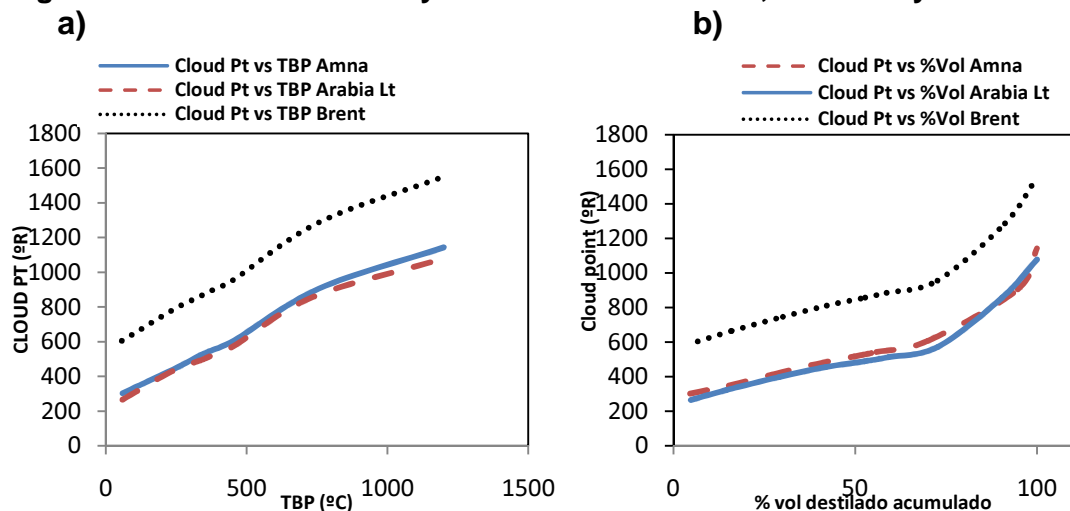 a)
Cloud Pt vs TBP Amna
Cloud Pt vs TBP Arabia Lt
Cloud Pt vs TBP Brent
1800
1600
1400
1200
1000
800
600
400
200
0
CLOUD PT (ºR)
0 500 1000 1500
TBP (ºC)
b)
Cloud Pt vs %Vol Amna
Cloud Pt vs %Vol Arabia Lt
Cloud Pt vs %Vol Brent
1800
1600
1400
1200
1000
800
600
400
200
0
Cloud point (ºR)
0 50 100
% vol destilado acumulado